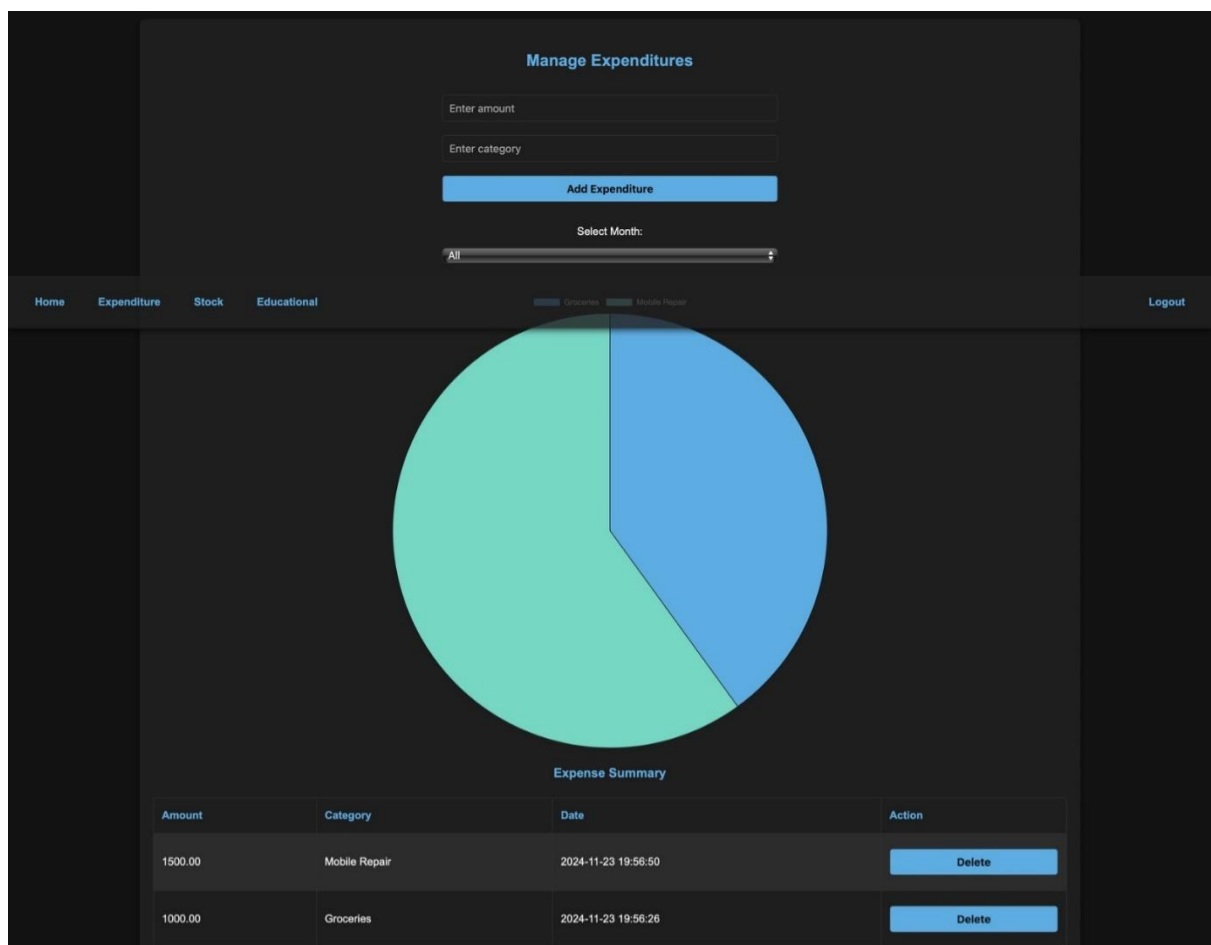 Manage Expenditures
Enter amount
Enter category
Add Expenditure
Select Month:
All
Home Expenditure Stock Educational Groceries Mobile Repair Logout
Expense Summary
Amount Category Date Action
1500.00 Mobile Repair 2024-11-23 19:56:50 Delete
1000.00 Groceries 2024-11-23 19:56:26 Delete